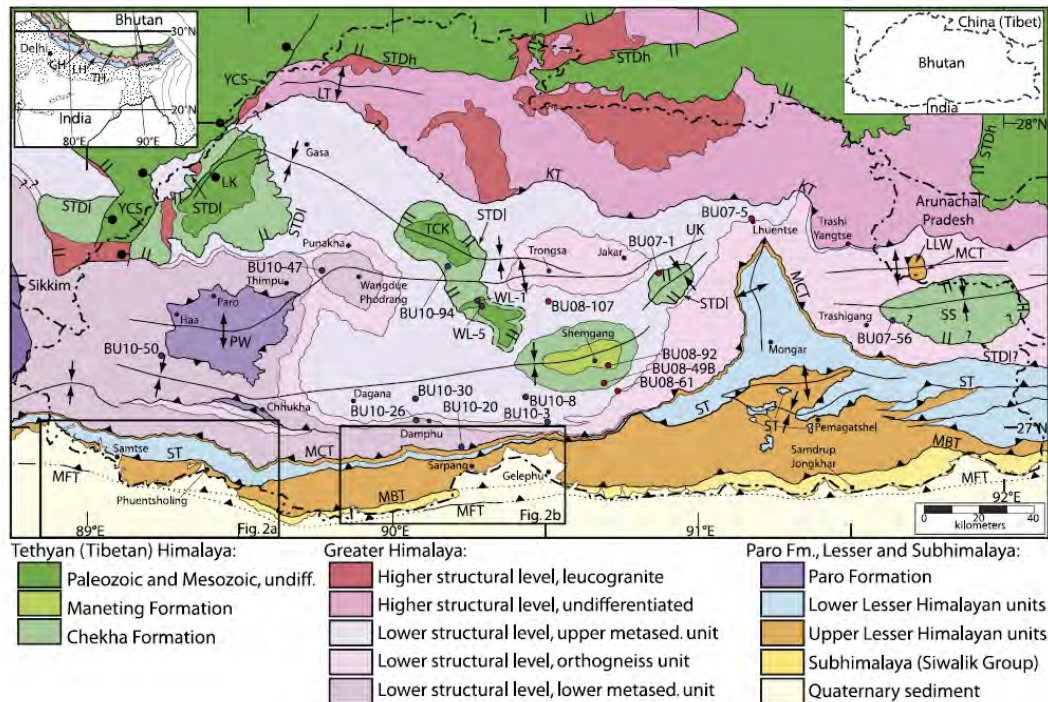 Bhutan
30°N
Delhi
GH
LH
TH
20°N
India
80°E
90°E
China (Tibet)
Bhutan
India
28°N
YCS
STDh
STDh
STDh
LT
Gasa
KT
KT
LK
STDl
STDl
STDl
YCS
TCK
STDl
UK
BU07-5
Lhuentse
Trashi
Yangtse
Arunachal
Pradesh
LLW
MCT
Punakha
Trongsa
Jakar
BU07-1
BU10-47
Thimpu
Wangdue
Phodrang
BU10-94
WL-1
WL-5
BU08-107
STDl
MCT
Sikkim
Paro
Haa
PW
BU10-50
Shemgang
BU08-92
BU08-49B
BU08-61
Mongar
Trashigang
SS
BU07-56
STDl?
Dagana
BU10-30
BU10-26
BU10-20
BU10-8
BU10-3
Chhukha
Damphu
ST
ST
ST
Pemagatshel
27°N
Samtse
ST
MCT
Sarpang
Gelephu
Samdrup
Jongkhar
MBT
MFT
Phuentsholing
MBT
MFT
MFT
92°E
89°E
Fig. 2a
90°E
Fig. 2b
91°E
0 20 40
kilometers
Tethyan (Tibetan) Himalaya:
Paleozoic and Mesozoic, undiff.
Maneting Formation
Chekha Formation
Greater Himalaya:
Higher structural level, leucogranite
Higher structural level, undifferentiated
Lower structural level, upper metased. unit
Lower structural level, orthogneiss unit
Lower structural level, lower metased. unit
Paro Fm., Lesser and Subhimalaya:
Paro Formation
Lower Lesser Himalayan units
Upper Lesser Himalayan units
Subhimalaya (Siwalik Group)
Quaternary sediment